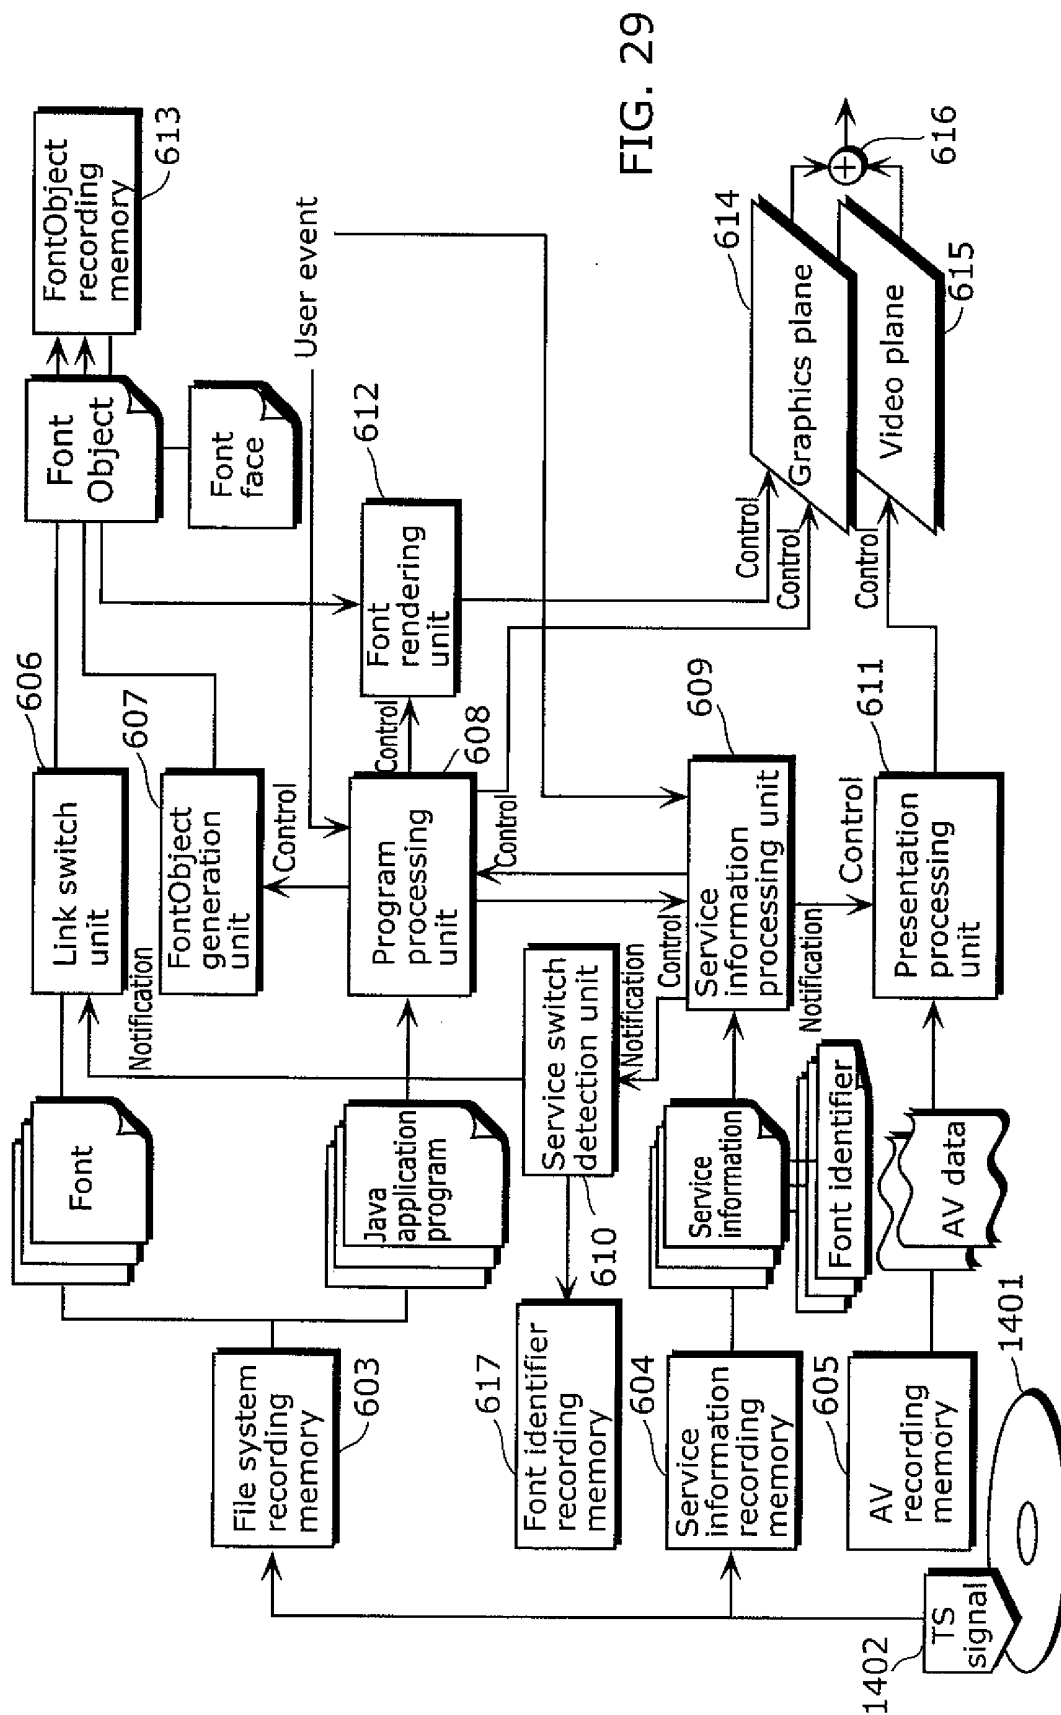 FIG. 29
FontObject
recording
memory
613
Font
Object
Font
face
User event
606
Link switch
unit
607
FontObject
generation
unit
Notification
Control
Font
rendering
unit
612
Control
Program
processing
unit
608
Control
Control
Control
Graphics plane
614
Control
Video plane
615
616
609
Service
information
processing unit
Control
Notification
Notification
Control
611
Presentation
processing
unit
Service switch
detection unit
610
Font
Java
application
program
Service
information
Font identifier
AV data
File system
recording
memory
603
617
Font identifier
recording
memory
604
Service
information
recording
memory
605
AV
recording
memory
1401
1402
TS
signal